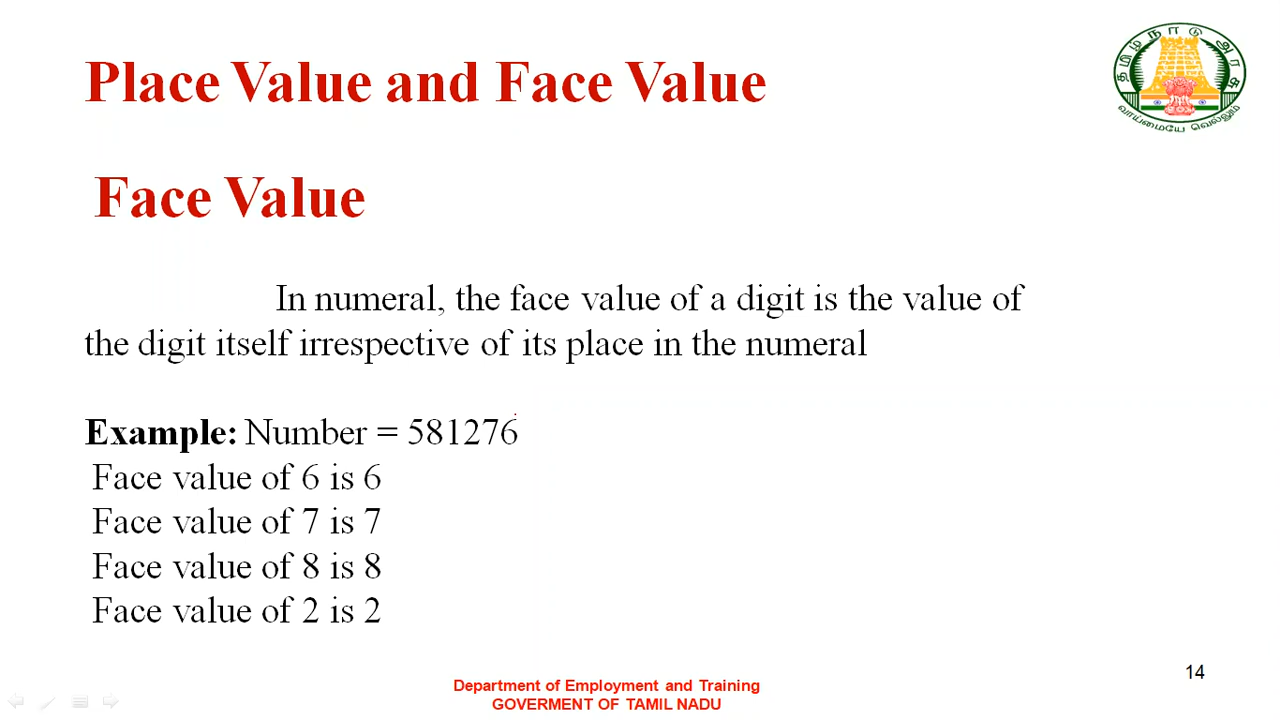 Place Value and Face Value
தமிழ்நாடு அரசு
வாய்மையே வெல்லும்
Face Value
In numeral, the face value of a digit is the value of
the digit itself irrespective of its place in the numeral
Example: Number = 581276
Face value of 6 is 6
Face value of 7 is 7
Face value of 8 is 8
Face value of 2 is 2
14
Department of Employment and Training
GOVERMENT OF TAMIL NADU